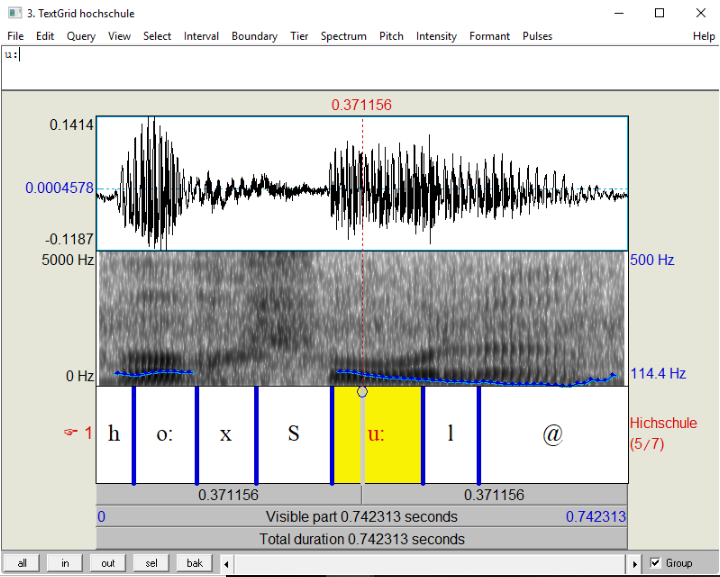 3. TextGrid hochschule
File Edit Query View Select Interval Boundary Tier Spectrum Pitch Intensity Formant Pulses Help
u:
0.371156
0.1414
0.0004578
-0.1187
5000 Hz 500 Hz
0 Hz 114.4 Hz
☞ 1 h o: x S u: l @ Hichschule
(5/7)
0.371156 0.371156
0 Visible part 0.742313 seconds 0.742313
Total duration 0.742313 seconds
all in out sel bak Group